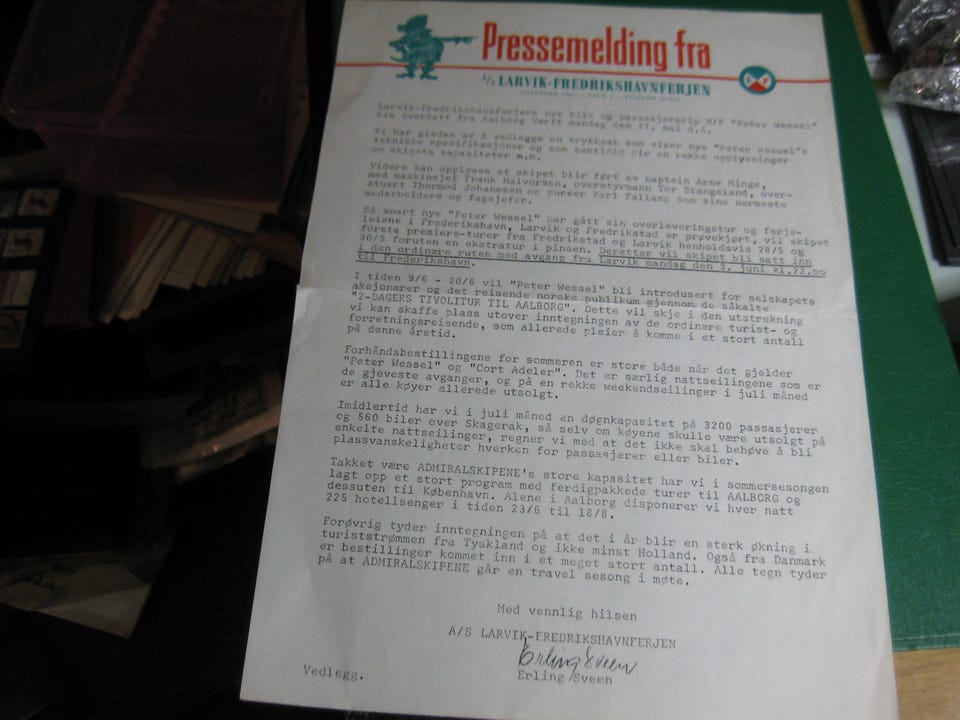 Pressemelding fra
A/S LARVIK-FREDRIKSHAVNFERJEN
Larvik-Fredrikshavnferjens nye bil- og passasjerskip M/F "Peter Wessel"
ble overtatt fra Aalborg Værft mandag den 27. mai d.å.
Vi har gleden av å vedlegge en trykksak som viser nye "Peter Wessel"s
tekniske spesifikasjoner og som samtidig gir en rekke opplysninger
om skipets kapasiteter m.m.
Videre kan opplyses at skipet blir ført av kaptein Arne Hinge,
med maskinsjef Frank Halvorsen, overstyrmann Tor Stangeland, over-
stuert Thormod Johanesen og purser Karl Fallang som sine nærmeste
medarbeidere og fagsjefer.
Så snart nye "Peter Wessel" har gått sin overleveringstur og ferje-
leiene i Frederikshavn, Larvik og Fredrikstad er prøvekjørt, vil skipet
foreta premiere-turer fra Fredrikstad og Larvik henholdsvis 28/5 og
30/5 foruten en ekstratur i pinsen. Deretter vil skipet bli satt inn
i den ordinære ruten med avgang fra Larvik mandag den 3. juni kl.22.00
til Frederikshavn.
I tiden 9/6 - 20/6 vil "Peter Wessel" bli introdusert for selskapets
aksjonærer og det reisende norske publikum gjennom de såkalte
"2-DAGERS TIVOLITUR TIL AALBORG". Dette vil skje i den utstrekning
vi kan skaffe plass utover inntegningen av de ordinære turist- og
forretningsreisende, som allerede pleier å komme i et stort antall
på denne årstid.
Forhåndsbestillingene for sommeren er store både når det gjelder
"Peter Wessel" og "Cort Adeler". Det er særlig nattseilingene som er
de gjeveste avganger, og på en rekke weekendseilinger i juli måned
er alle køyer allerede utsolgt.
Imidlertid har vi i juli måned en døgnkapasitet på 3200 passasjerer
og 560 biler over Skagerak, så selv om køyene skulle være utsolgt på
enkelte nattseilinger, regner vi med at det ikke skal behøve å bli
plassvanskeligheter hverken for passasjerer eller biler.
Takket være ADMIRALSKIPENE's store kapasitet har vi i sommersesongen
lagt opp et stort program med ferdigpakkede turer til AALBORG og
dessuten til København. Alene i Aalborg disponerer vi hver natt
225 hotellsenger i tiden 23/6 til 18/8.
Forøvrig tyder inntegningen på at det i år blir en sterk økning i
turiststrømmen fra Tyskland og ikke minst Holland. Også fra Danmark
er bestillinger kommet inn i et meget stort antall. Alle tegn tyder
på at ADMIRALSKIPENE går en travel sesong i møte.
Med vennlig hilsen
A/S LARVIK-FREDRIKSHAVNFERJEN
Erling Sveen
Erling Sveen
Vedlegg.